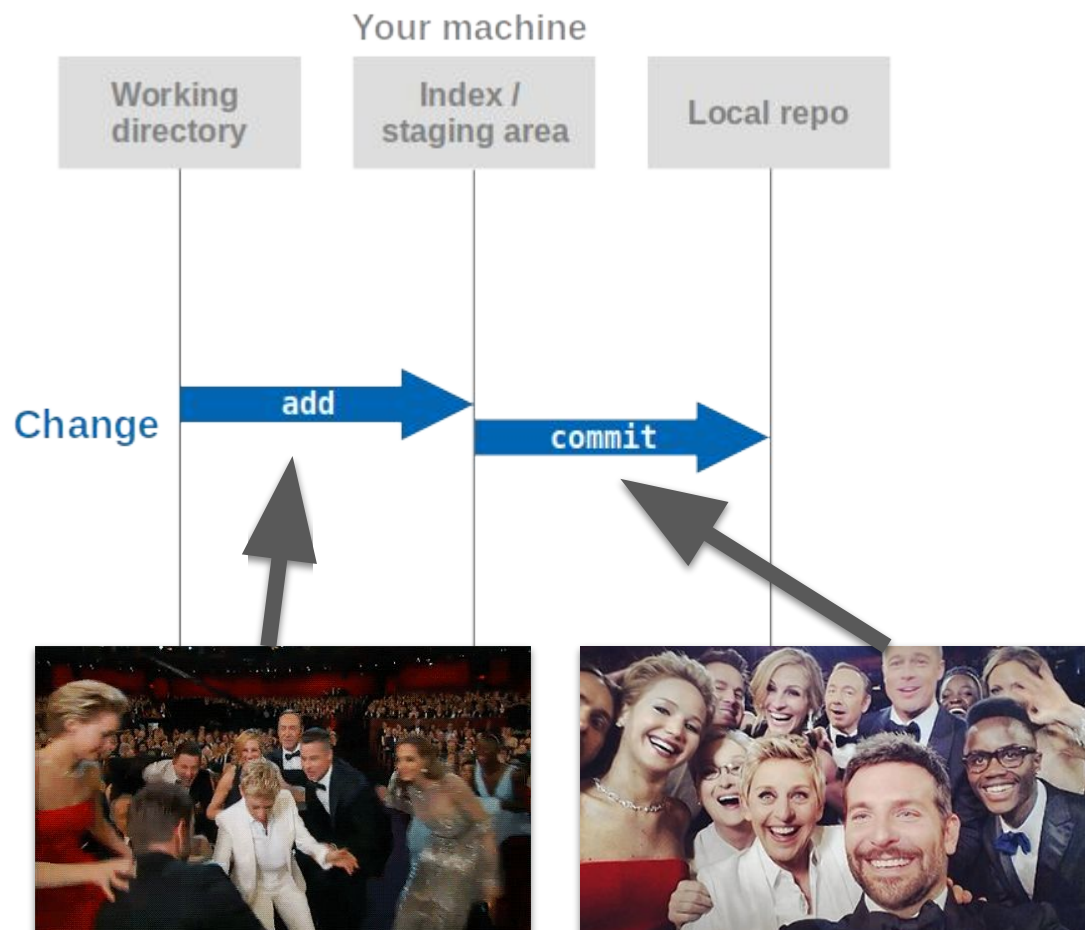 Your machine
Working
directory
Index /
staging area
Local repo
add
Change
commit